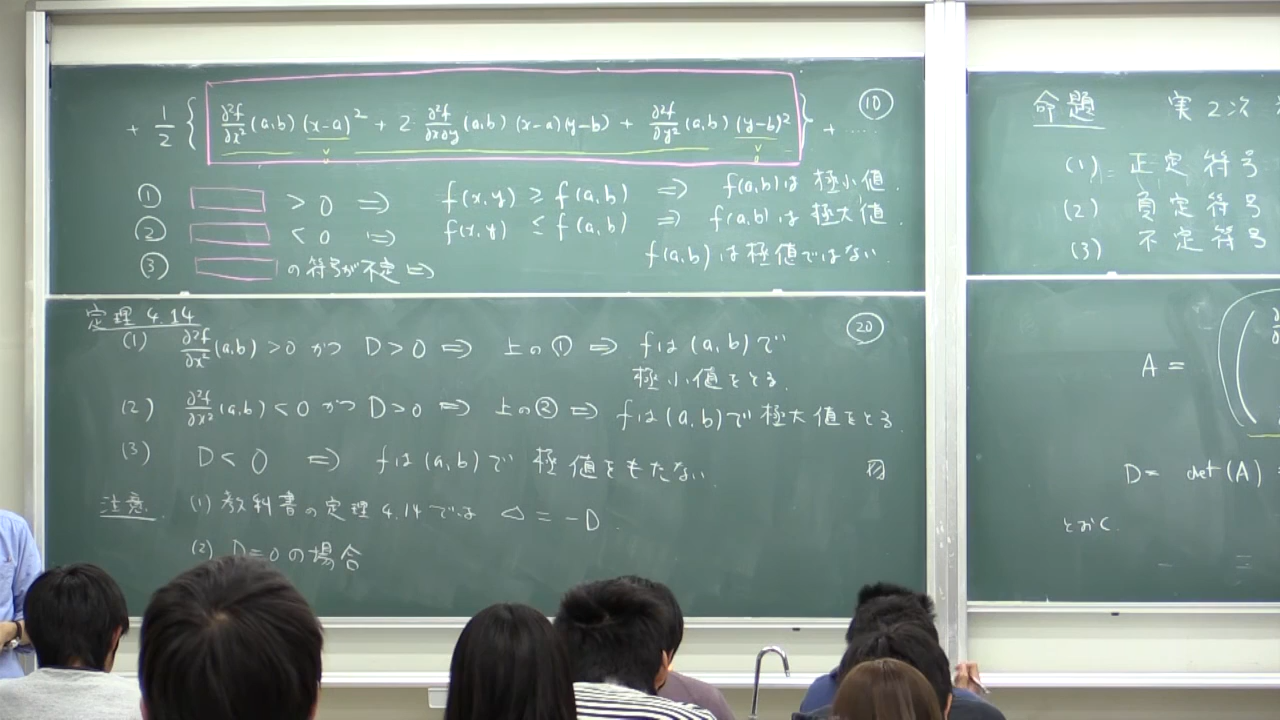 + 1/2 { ∂²f/∂x² (a,b) (x-a)² + 2 ∂²f/∂x∂y (a,b) (x-a)(y-b) + ∂²f/∂y² (a,b) (y-b)² } + ····· ⑩
① > 0 ⇒ f(x,y) ≥ f(a,b) ⇒ f(a,b)は極小値.
② < 0 ⇒ f(x,y) ≤ f(a,b) ⇒ f(a,b)は極大値.
③ の符号が不定 ⇒ f(a,b)は極値ではない.
定理 4.14 ⑳
(1) ∂²f/∂x² (a,b) > 0 かつ D > 0 ⇒ 上の① ⇒ fは(a,b)で
極小値をとる.
(2) ∂²f/∂x² (a,b) < 0 かつ D > 0 ⇒ 上の② ⇒ fは(a,b)で極大値をとる.
(3) D < 0 ⇒ fは(a,b)で 極値をもたない
注意. (1) 教科書の定理4.14では △ = -D.
(2) D=0の場合
命題 実2次
(1) 正定符号
(2) 負定符号
(3) 不定符号
A =
D = det(A) =
とおく.
=